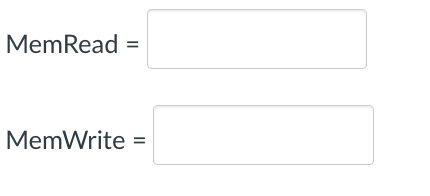 MemRead =
MemWrite =